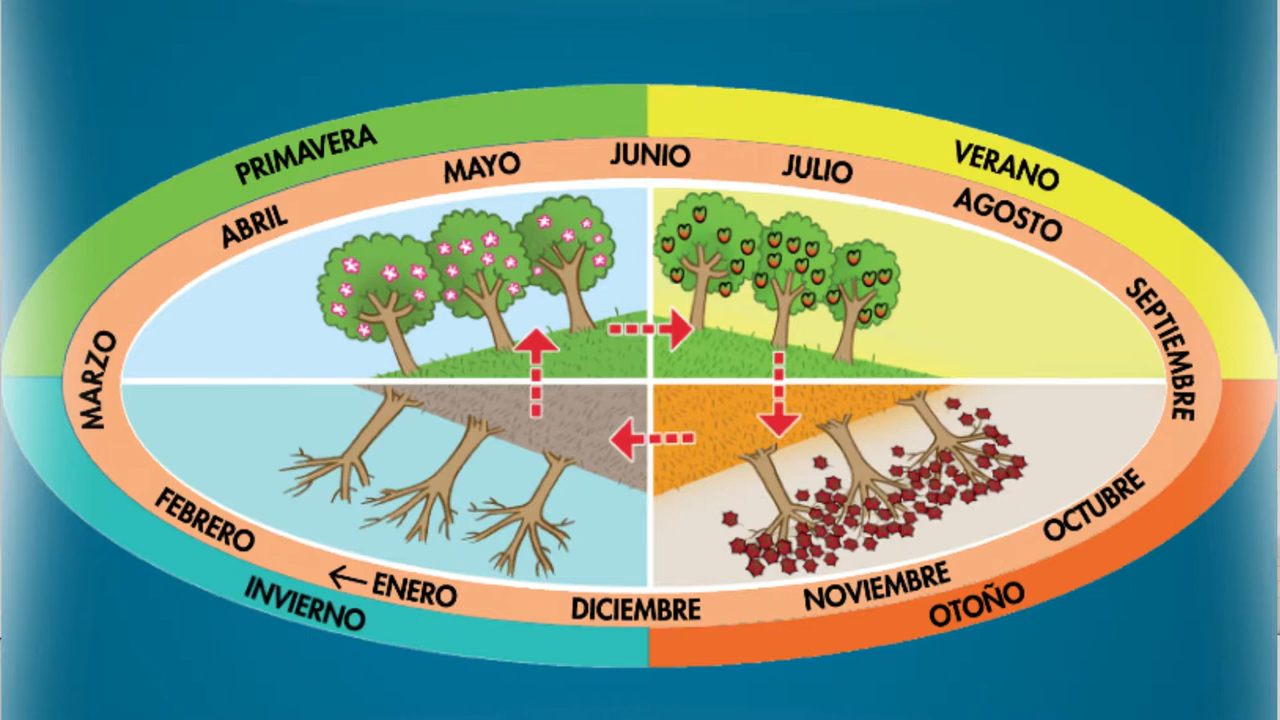 PRIMAVERA
VERANO
JUNIO
MAYO
JULIO
ABRIL
AGOSTO
SEPTIEMBRE
MARZO
OCTUBRE
FEBRERO
ENERO
NOVIEMBRE
DICIEMBRE
INVIERNO
OTOÑO